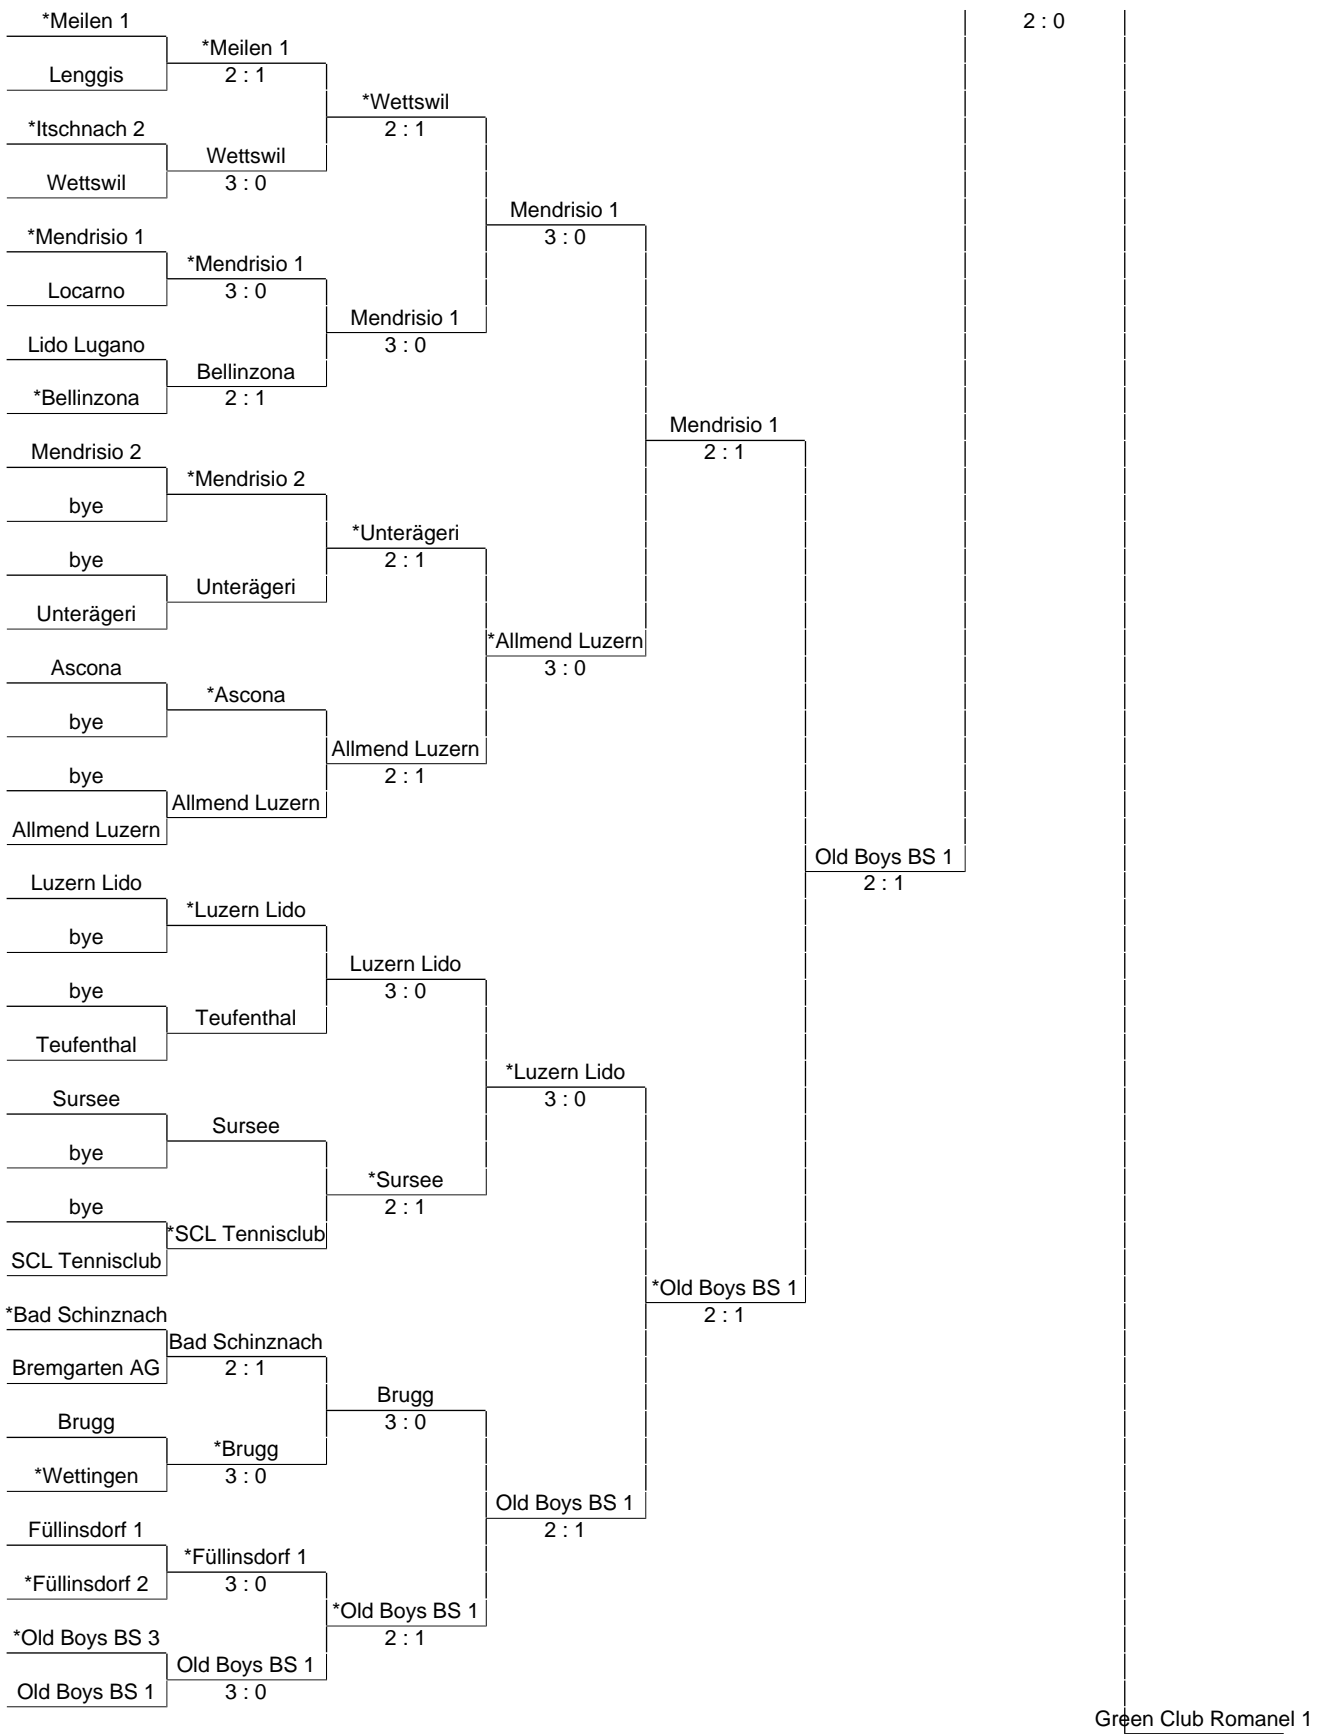 *Meilen 1
2 : 0
*Meilen 1
Lenggis
2 : 1
*Wettswil
*Itschnach 2
2 : 1
Wettswil
Wettswil
3 : 0
Mendrisio 1
*Mendrisio 1
3 : 0
*Mendrisio 1
Locarno
3 : 0
Mendrisio 1
Lido Lugano
3 : 0
Bellinzona
*Bellinzona
2 : 1
Mendrisio 1
Mendrisio 2
2 : 1
*Mendrisio 2
bye
*Unterägeri
bye
2 : 1
Unterägeri
Unterägeri
*Allmend Luzern
Ascona
3 : 0
*Ascona
bye
Allmend Luzern
bye
2 : 1
Allmend Luzern
Allmend Luzern
Old Boys BS 1
Luzern Lido
2 : 1
*Luzern Lido
bye
Luzern Lido
bye
3 : 0
Teufenthal
Teufenthal
*Luzern Lido
Sursee
3 : 0
Sursee
bye
*Sursee
bye
2 : 1
*SCL Tennisclub
SCL Tennisclub
*Old Boys BS 1
*Bad Schinznach
2 : 1
Bad Schinznach
Bremgarten AG
2 : 1
Brugg
Brugg
3 : 0
*Brugg
*Wettingen
3 : 0
Old Boys BS 1
Füllinsdorf 1
2 : 1
*Füllinsdorf 1
*Füllinsdorf 2
3 : 0
*Old Boys BS 1
*Old Boys BS 3
2 : 1
Old Boys BS 1
Old Boys BS 1
3 : 0
Green Club Romanel 1